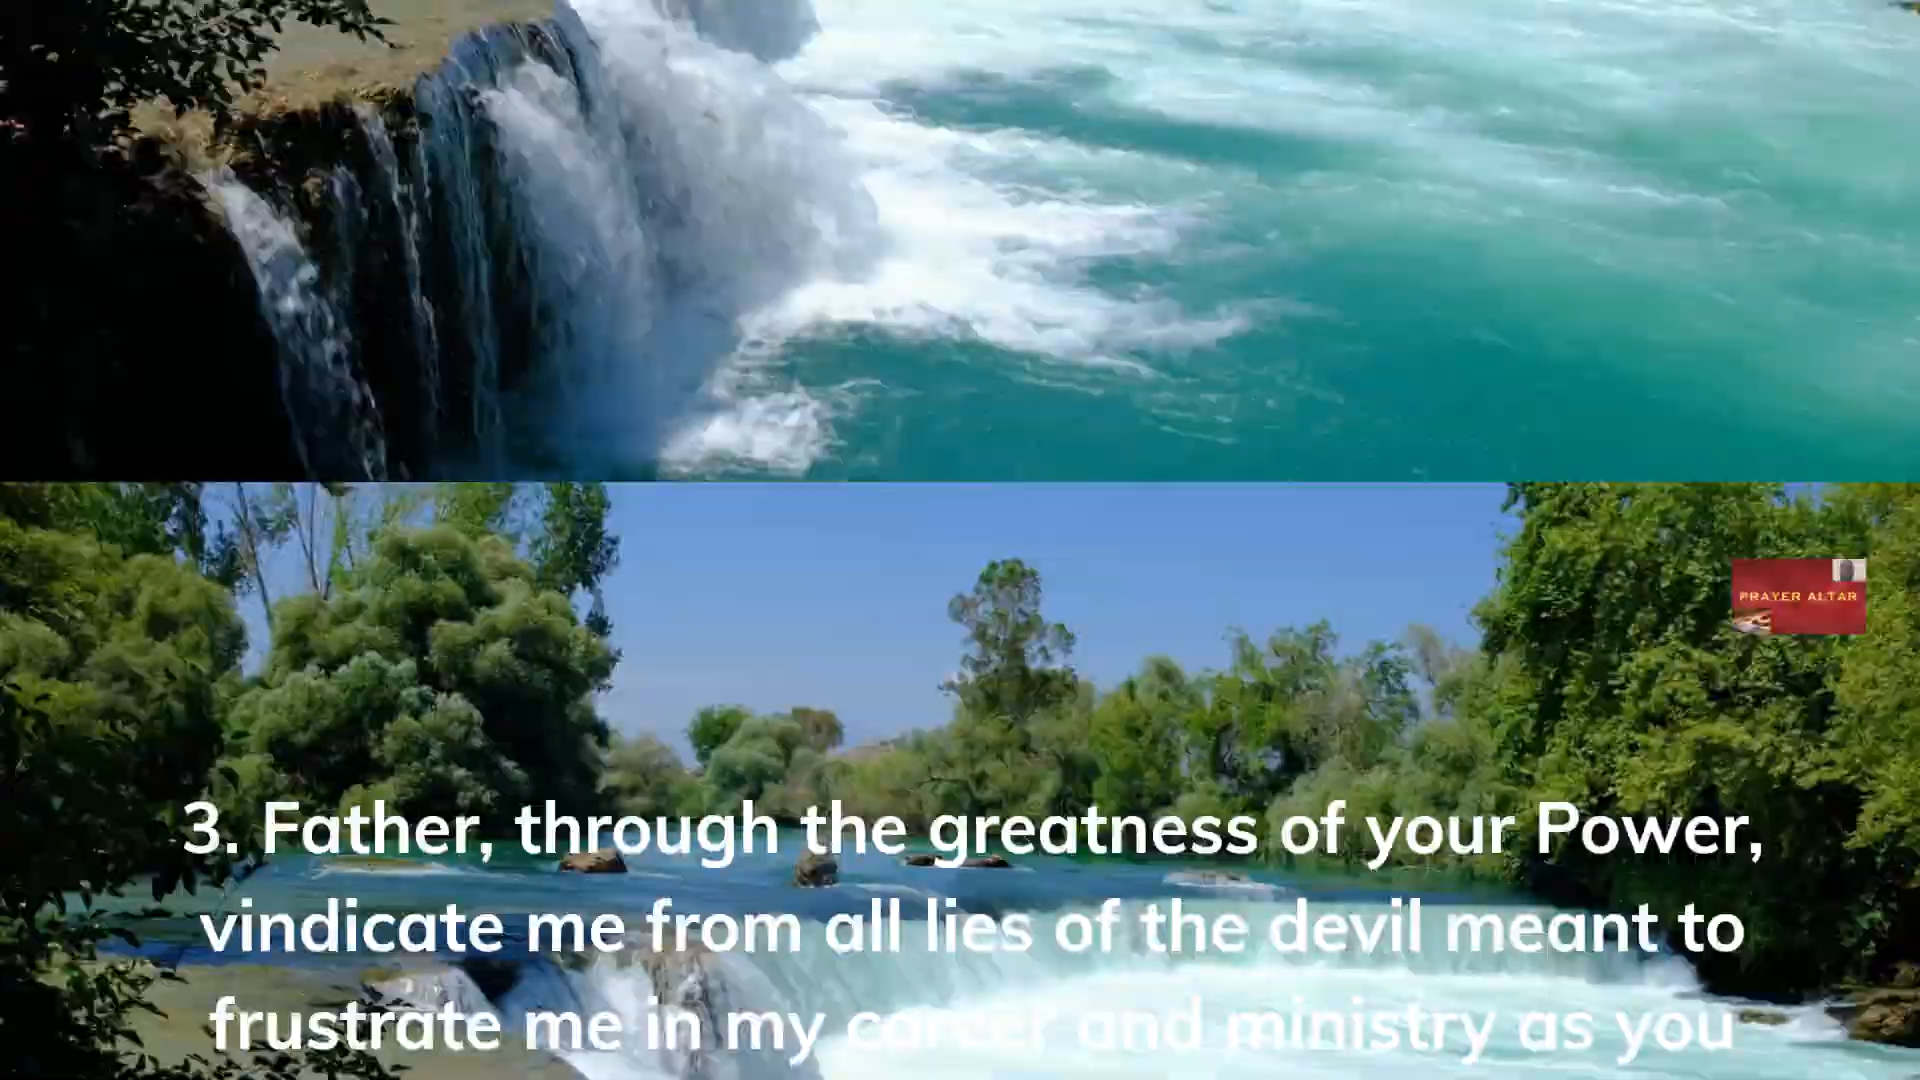 PRAYER ALTAR
3. Father, through the greatness of your Power,
vindicate me from all lies of the devil meant to
frustrate me in my career and ministry as you